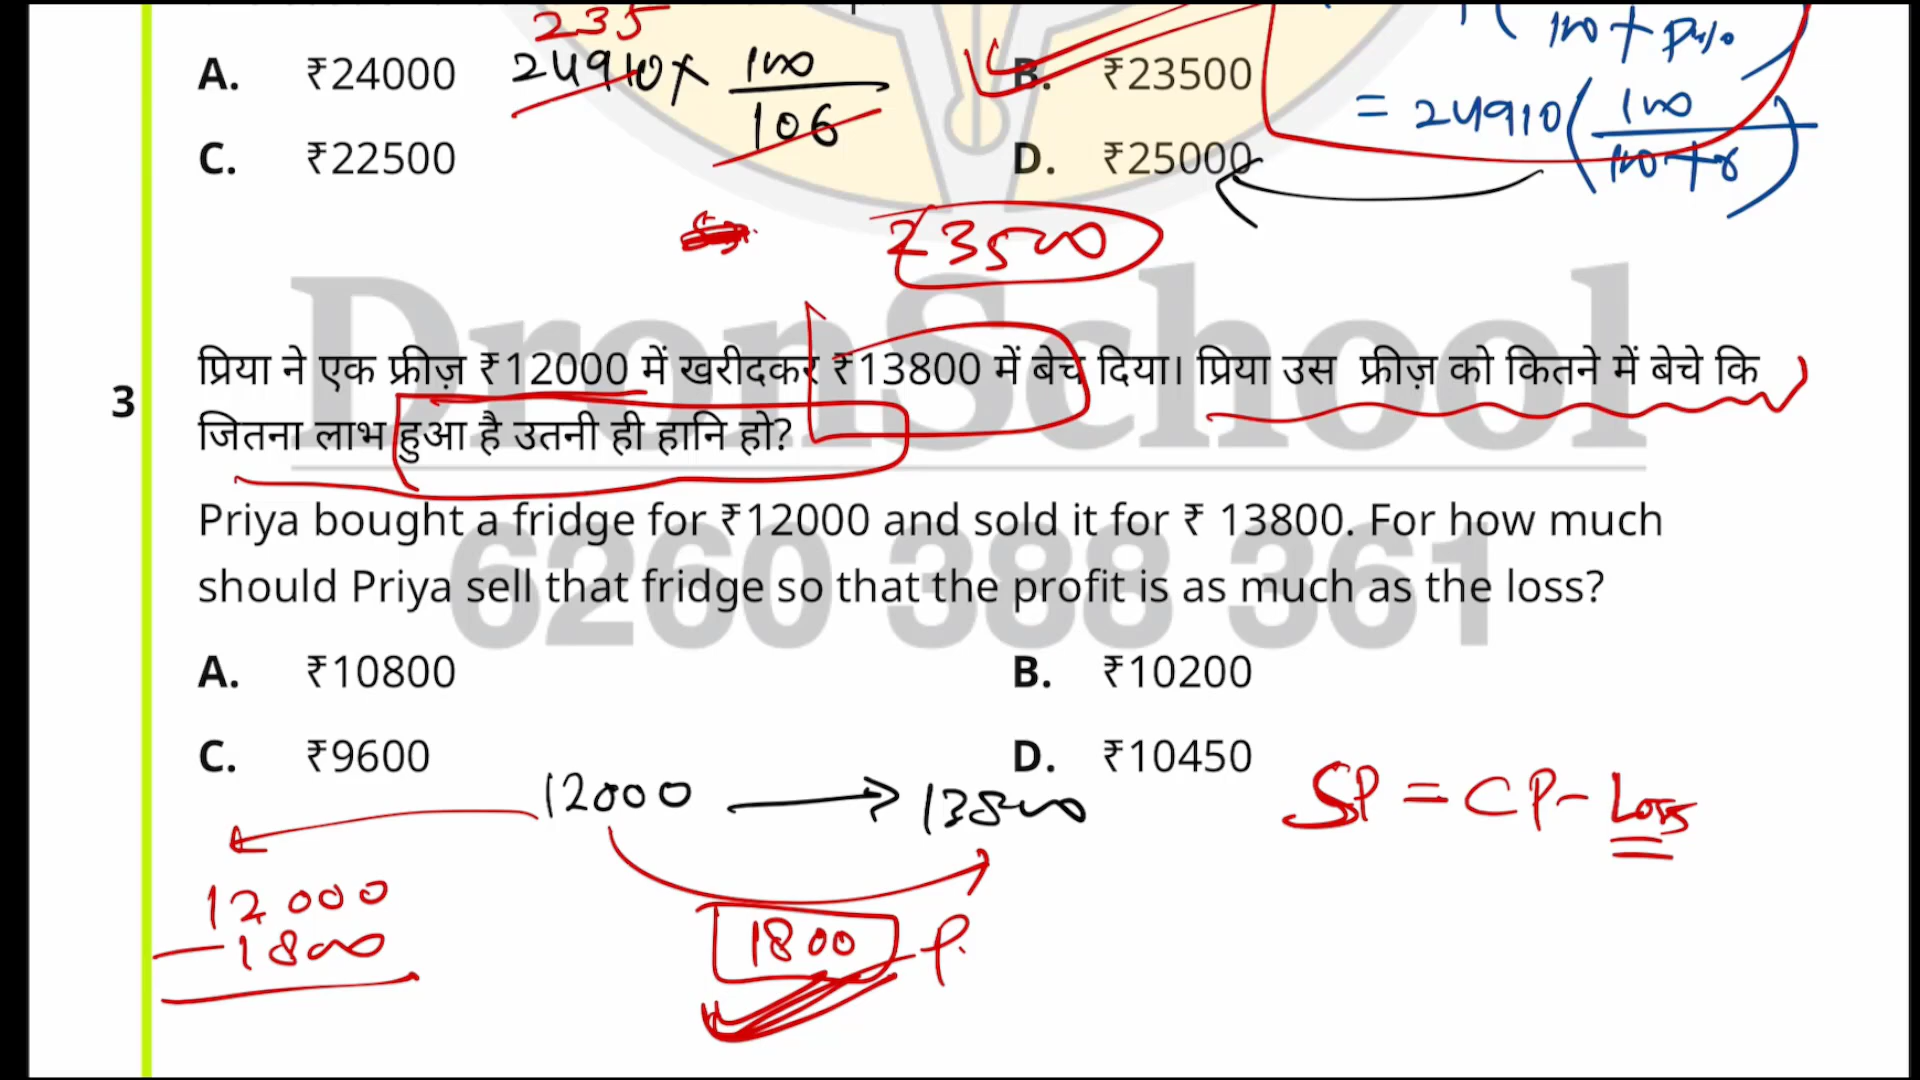 235
100 + P%
A. ₹24000 24910 × 100/106 B. ₹23500
= 24910 (100/100+6)
C. ₹22500 D. ₹25000
23500
DronSchool
3
प्रिया ने एक फ्रीज़ ₹12000 में खरीदकर ₹13800 में बेच दिया। प्रिया उस फ्रीज़ को कितने में बेचे कि
जितना लाभ हुआ है उतनी ही हानि हो?
Priya bought a fridge for ₹12000 and sold it for ₹ 13800. For how much
should Priya sell that fridge so that the profit is as much as the loss?
6260 388 361
A. ₹10800 B. ₹10200
C. ₹9600 D. ₹10450
12000 → 13800 SP = CP - Loss
12000
- 1800
1800 P.